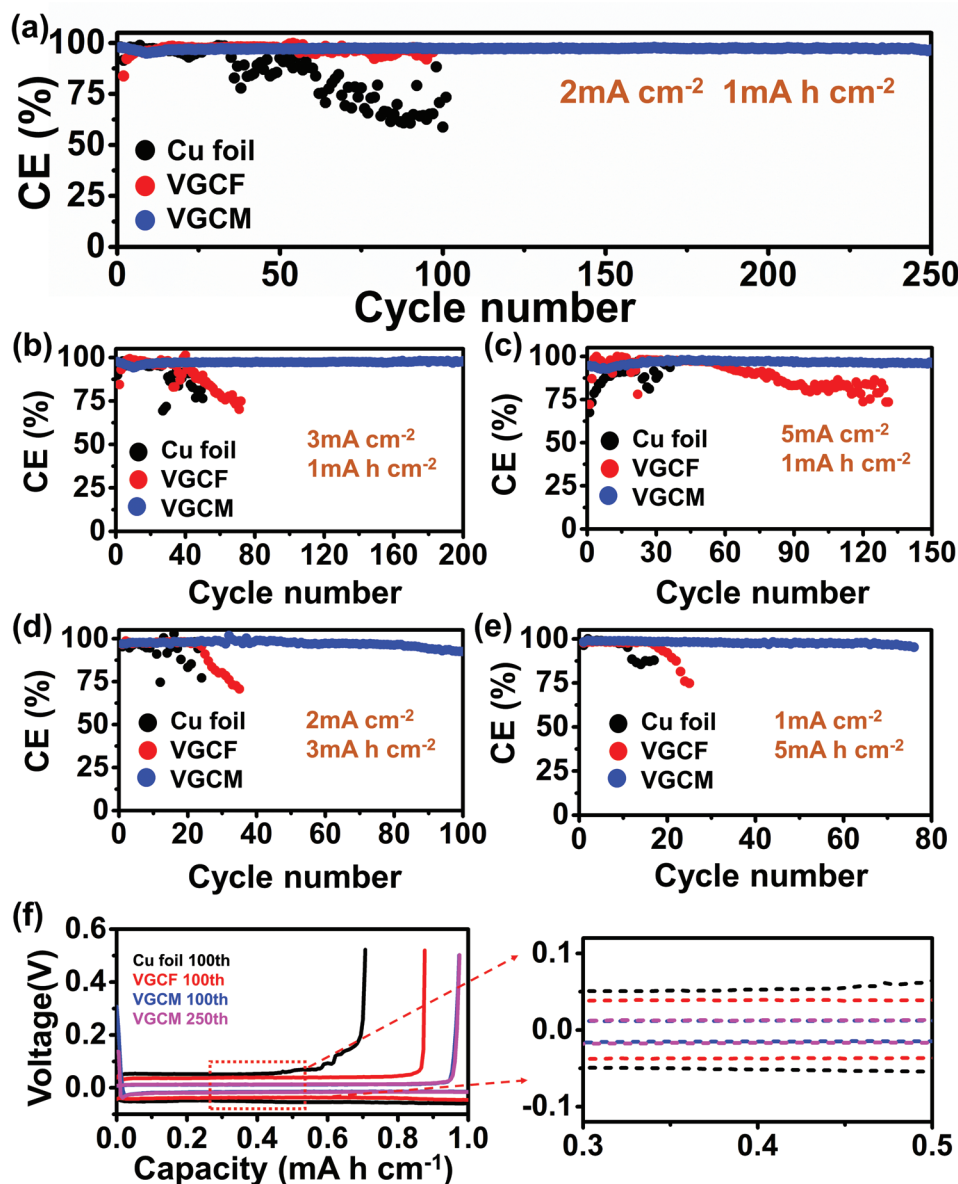 (a)
100
75
50
25
0
CE (%)
Cu foil
VGCF
VGCM
2mA cm-2 1mA h cm-2
0 50 100 150 200 250
Cycle number
(b)
100
75
50
25
0
CE (%)
Cu foil
VGCF
VGCM
3mA cm-2
1mA h cm-2
0 40 80 120 160 200
Cycle number
(c)
100
75
50
25
0
CE (%)
Cu foil
VGCF
VGCM
5mA cm-2
1mA h cm-2
0 30 60 90 120 150
Cycle number
(d)
100
75
50
25
0
CE (%)
Cu foil
VGCF
VGCM
2mA cm-2
3mA h cm-2
0 20 40 60 80 100
Cycle number
(e)
100
75
50
25
0
CE (%)
Cu foil
VGCF
VGCM
1mA cm-2
5mA h cm-2
0 20 40 60 80
Cycle number
(f)
0.6
0.4
0.2
0.0
Voltage(V)
Cu foil 100th
VGCF 100th
VGCM 100th
VGCM 250th
0.0 0.2 0.4 0.6 0.8 1.0
Capacity (mA h cm-1)
0.1
0.0
-0.1
0.3 0.4 0.5